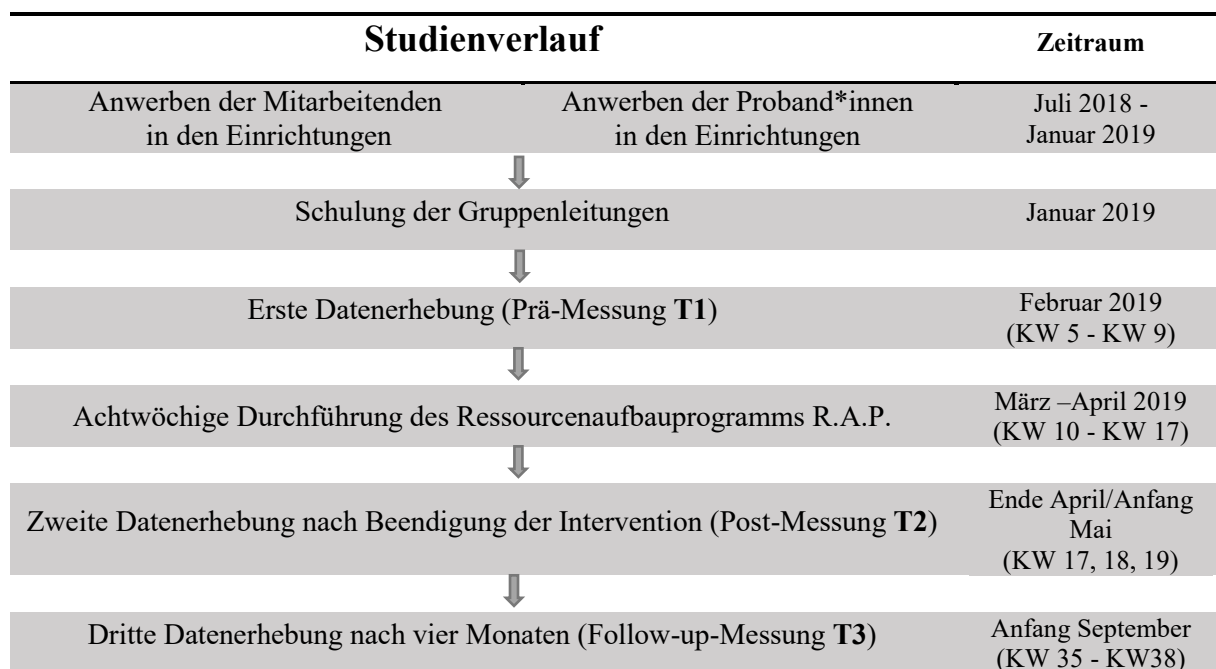 Studienverlauf
Zeitraum
Anwerben der Mitarbeitenden
in den Einrichtungen
Anwerben der Proband*innen
in den Einrichtungen
Juli 2018 -
Januar 2019
Schulung der Gruppenleitungen
Januar 2019
Erste Datenerhebung (Prä-Messung T1)
Februar 2019
(KW 5 - KW 9)
Achtwöchige Durchführung des Ressourcenaufbauprogramms R.A.P.
März –April 2019
(KW 10 - KW 17)
Zweite Datenerhebung nach Beendigung der Intervention (Post-Messung T2)
Ende April/Anfang
Mai
(KW 17, 18, 19)
Dritte Datenerhebung nach vier Monaten (Follow-up-Messung T3)
Anfang September
(KW 35 - KW38)